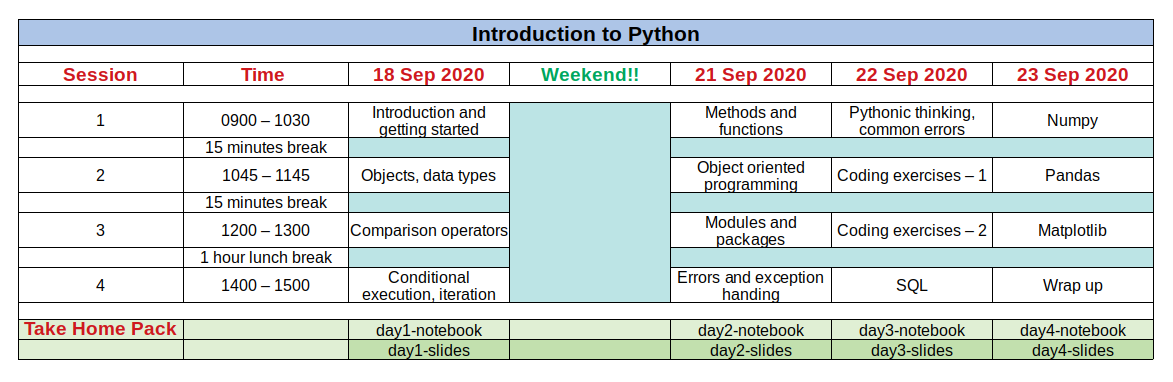 Introduction to Python
Session Time 18 Sep 2020 Weekend!! 21 Sep 2020 22 Sep 2020 23 Sep 2020
1 0900 – 1030 Introduction and getting started Methods and functions Pythonic thinking, common errors Numpy
15 minutes break
2 1045 – 1145 Objects, data types Object oriented programming Coding exercises – 1 Pandas
15 minutes break
3 1200 – 1300 Comparison operators Modules and packages Coding exercises – 2 Matplotlib
1 hour lunch break
4 1400 – 1500 Conditional execution, iteration Errors and exception handing SQL Wrap up
Take Home Pack day1-notebook day2-notebook day3-notebook day4-notebook
day1-slides day2-slides day3-slides day4-slides